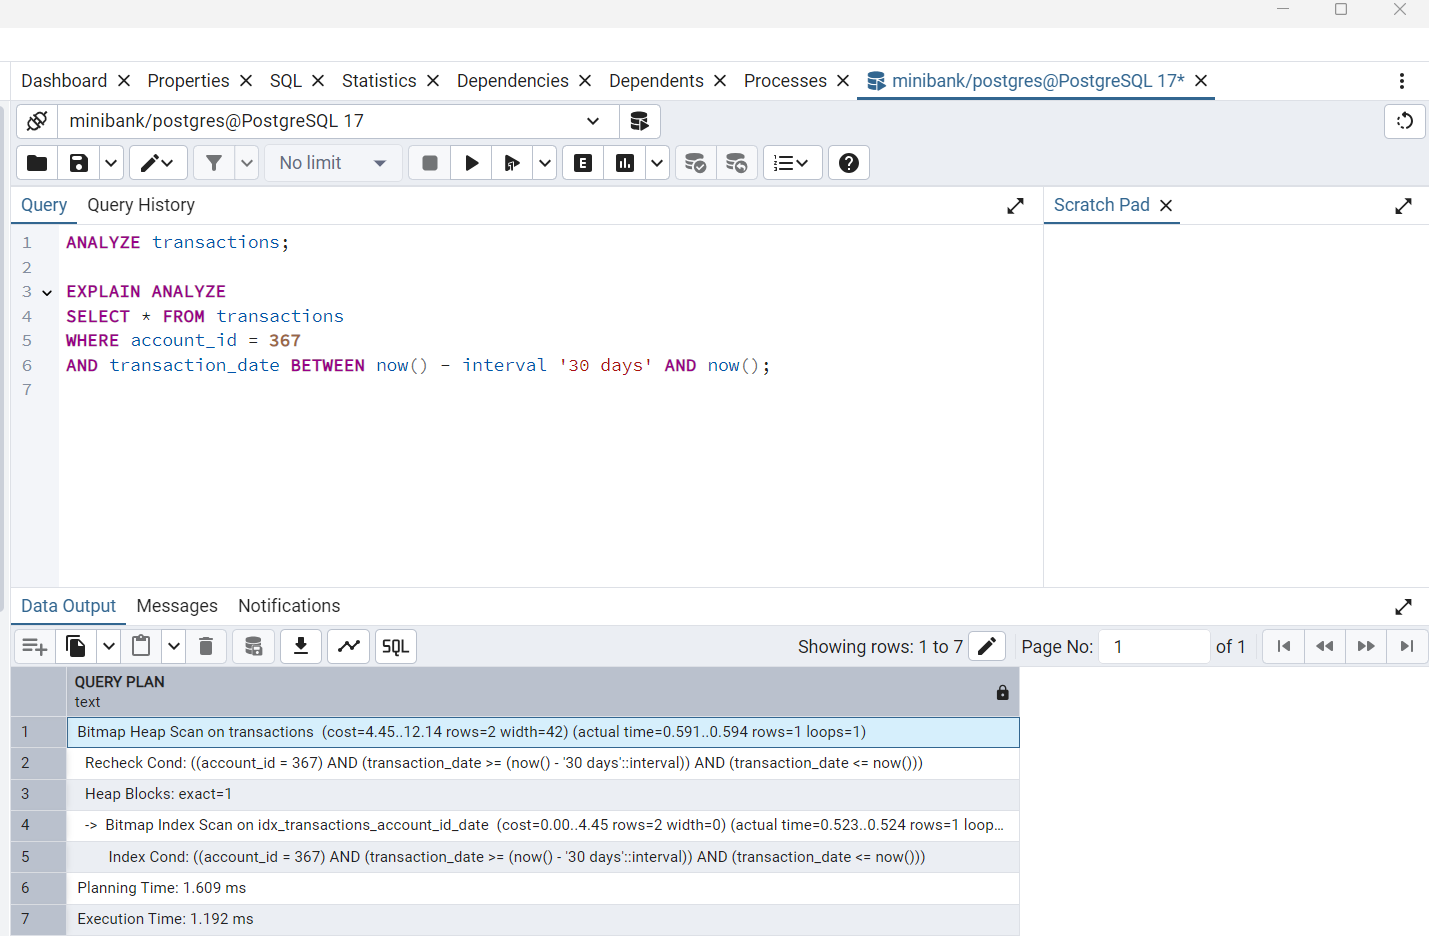 Dashboard Properties SQL Statistics Dependencies Dependents Processes minibank/postgres@PostgreSQL 17*
minibank/postgres@PostgreSQL 17
No limit
E
Query Query History
Scratch Pad
1 ANALYZE transactions;
2
3 EXPLAIN ANALYZE
4 SELECT * FROM transactions
5 WHERE account_id = 367
6 AND transaction_date BETWEEN now() - interval '30 days' AND now();
7
Data Output Messages Notifications
SQL Showing rows: 1 to 7 Page No: 1 of 1
QUERY PLAN
text
1 Bitmap Heap Scan on transactions (cost=4.45..12.14 rows=2 width=42) (actual time=0.591..0.594 rows=1 loops=1)
2 Recheck Cond: ((account_id = 367) AND (transaction_date >= (now() - '30 days'::interval)) AND (transaction_date <= now()))
3 Heap Blocks: exact=1
4 -> Bitmap Index Scan on idx_transactions_account_id_date (cost=0.00..4.45 rows=2 width=0) (actual time=0.523..0.524 rows=1 loop...
5 Index Cond: ((account_id = 367) AND (transaction_date >= (now() - '30 days'::interval)) AND (transaction_date <= now()))
6 Planning Time: 1.609 ms
7 Execution Time: 1.192 ms